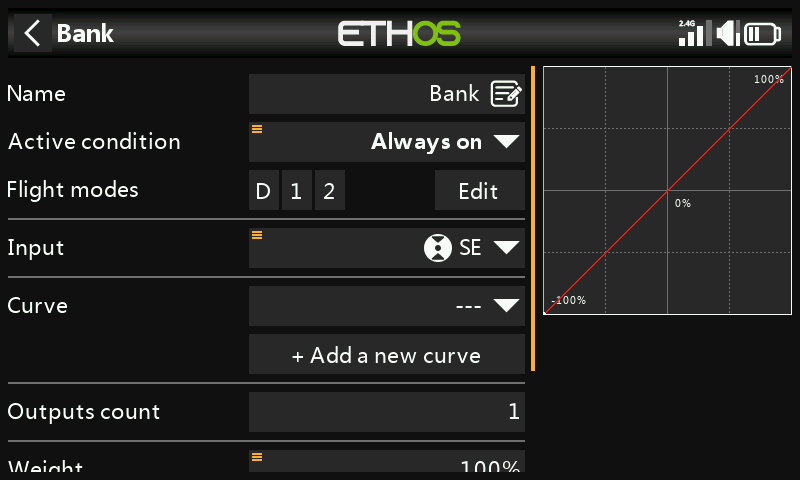 Bank
ETHOS
2.4G
Name
Bank
Active condition
Always on
Flight modes
D 1 2
Edit
Input
SE
Curve
---
+ Add a new curve
Outputs count
1
Weight
100%
100%
0%
-100%